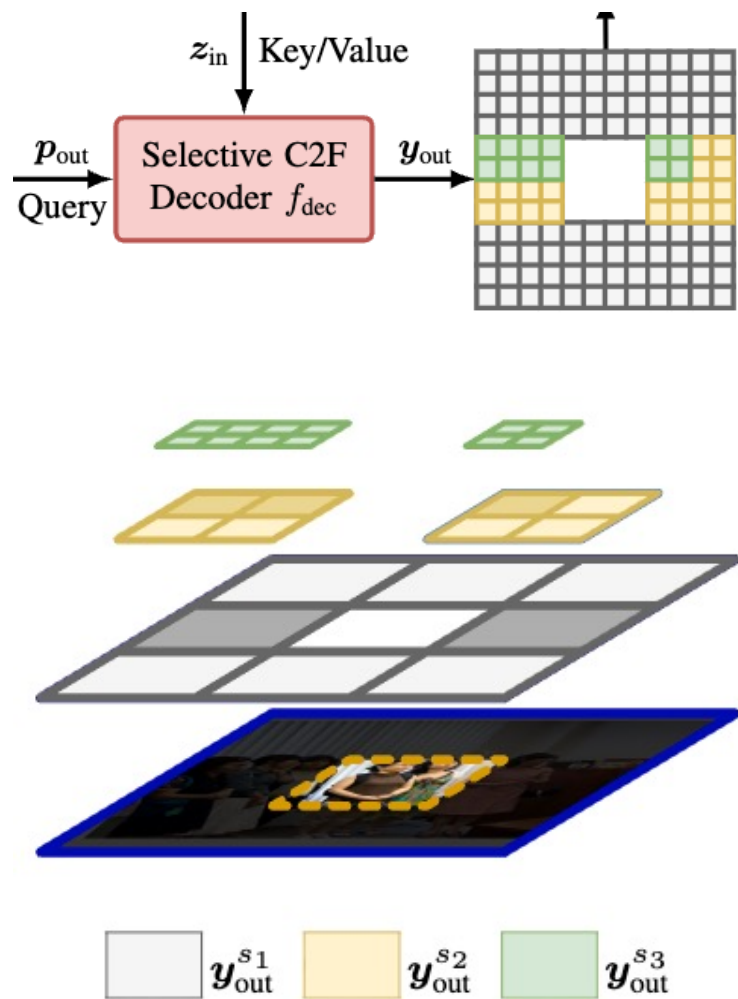 z_in Key/Value
p_out
Query
Selective C2F
Decoder f_dec
y_out
y_out^{s_1} y_out^{s_2} y_out^{s_3}